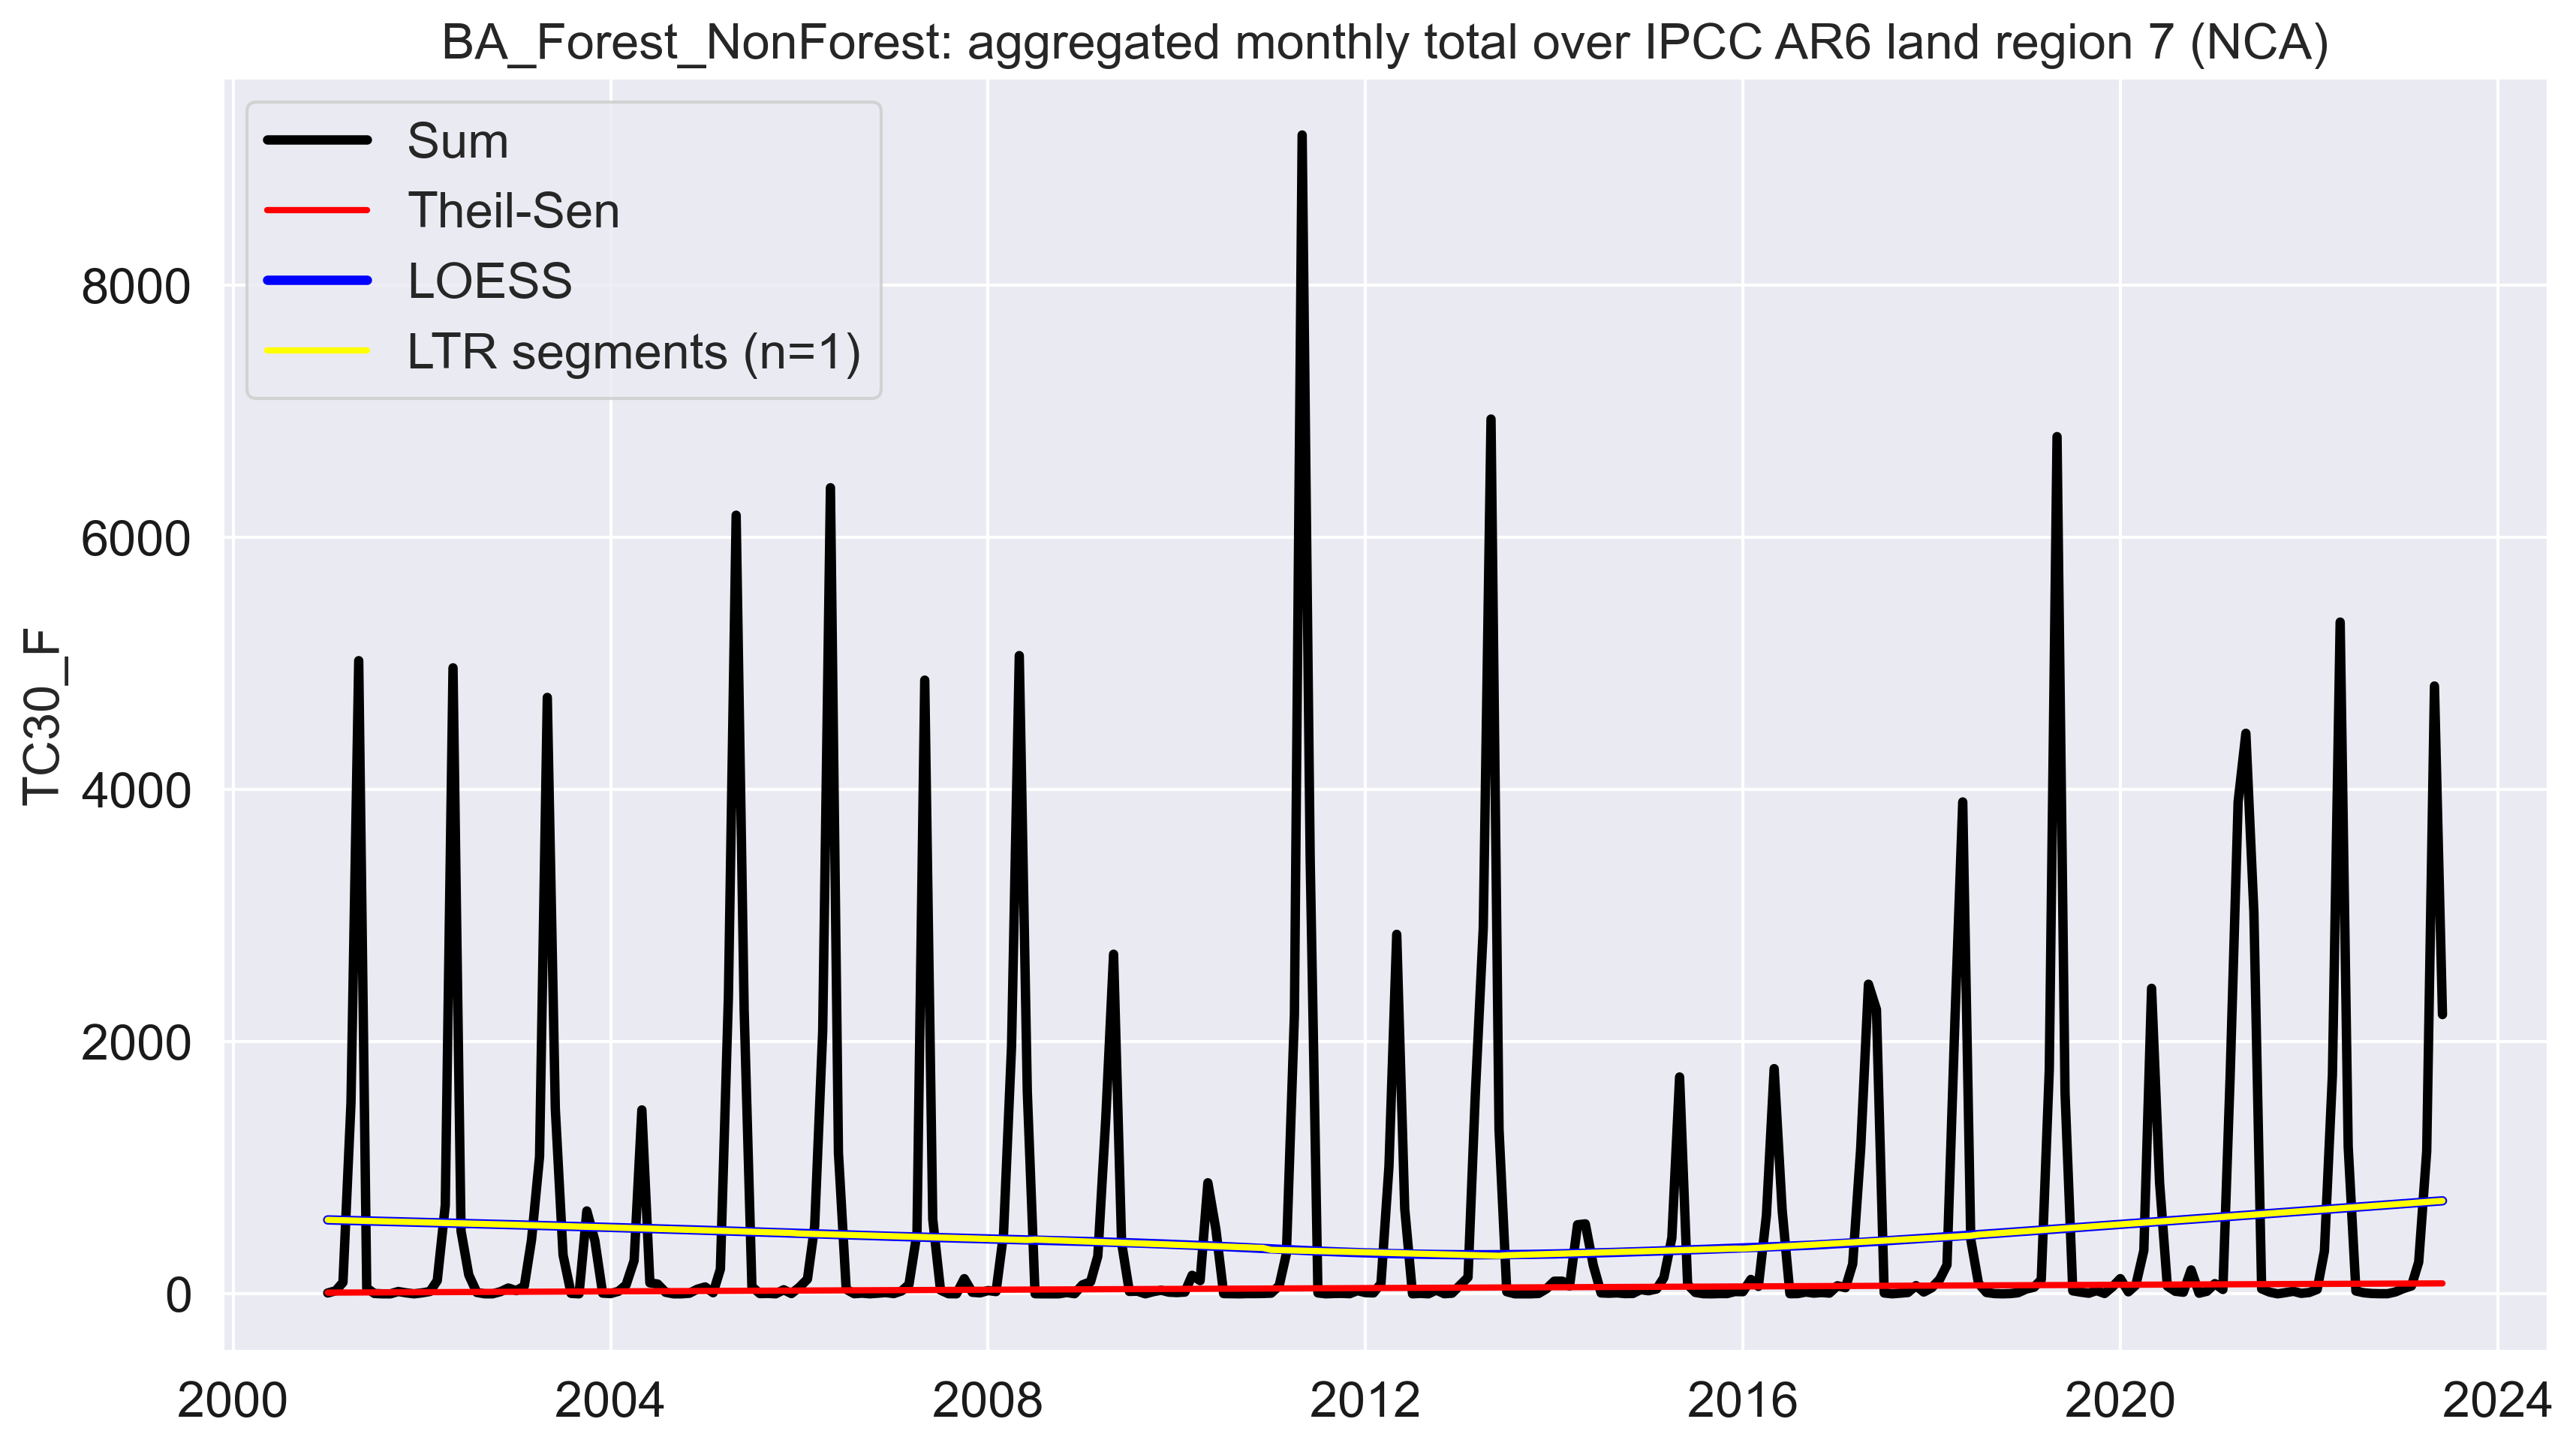 BA_Forest_NonForest: aggregated monthly total over IPCC AR6 land region 7 (NCA)
Sum
Theil-Sen
LOESS
LTR segments (n=1)
TC30_F
8000
6000
4000
2000
0
2000 2004 2008 2012 2016 2020 2024